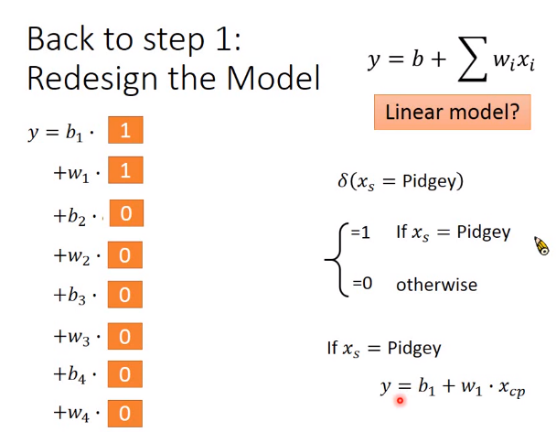 Back to step 1:
Redesign the Model
y = b₁ · 1
+w₁ · 1
+b₂ · 0
+w₂ · 0
+b₃ · 0
+w₃ · 0
+b₄ · 0
+w₄ · 0
y = b + ∑ wᵢxᵢ
Linear model?
δ(xₛ = Pidgey)
=1 If xₛ = Pidgey
=0 otherwise
If xₛ = Pidgey
y = b₁ + w₁ · x_cp